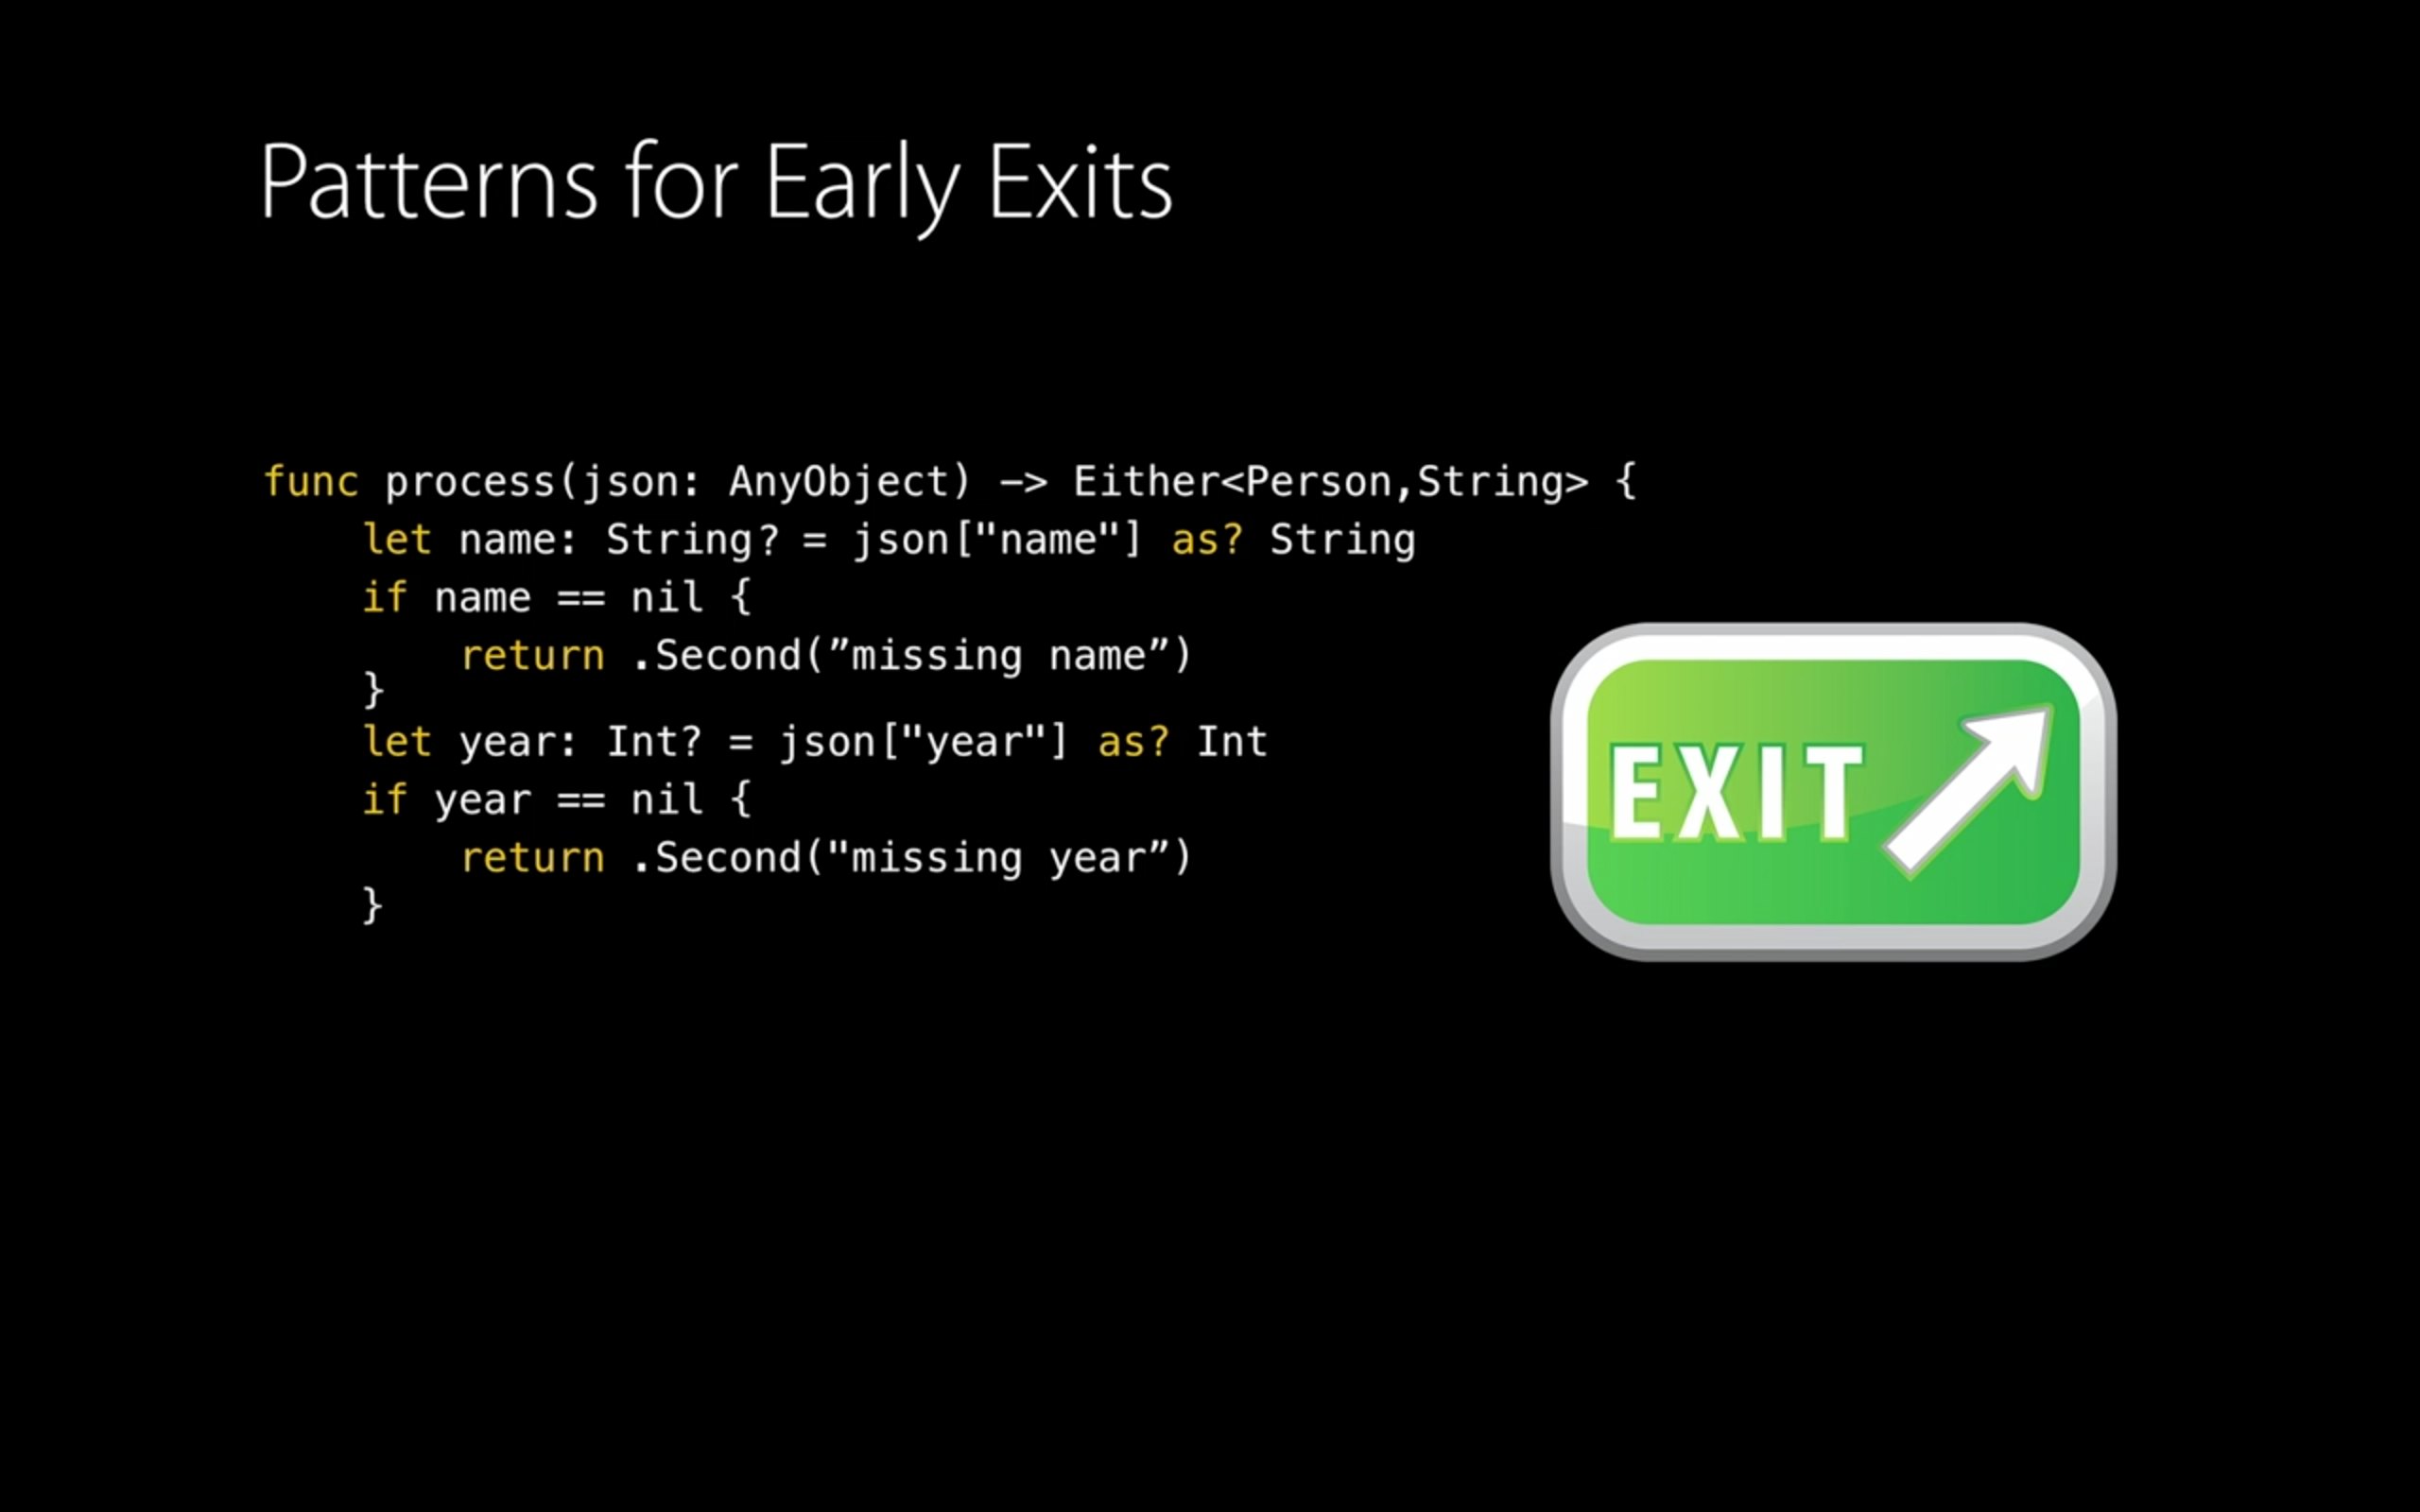 Patterns for Early Exits
func process(json: AnyObject) —> Either<Person,String> {
    let name: String? = json["name"] as? String
    if name == nil {
        return .Second(”missing name”)
    }
    let year: Int? = json["year"] as? Int
    if year == nil {
        return .Second("missing year”)
    }
EXIT